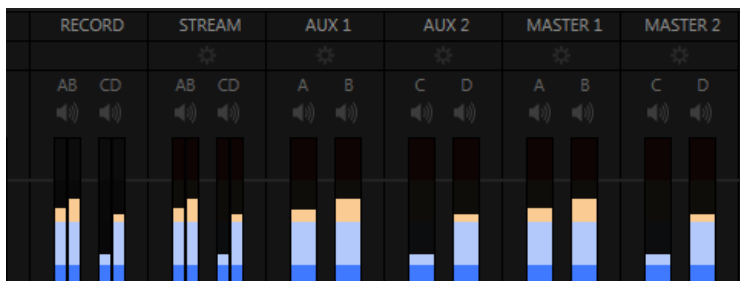 RECORD STREAM AUX 1 AUX 2 MASTER 1 MASTER 2
AB CD AB CD A B C D A B C D